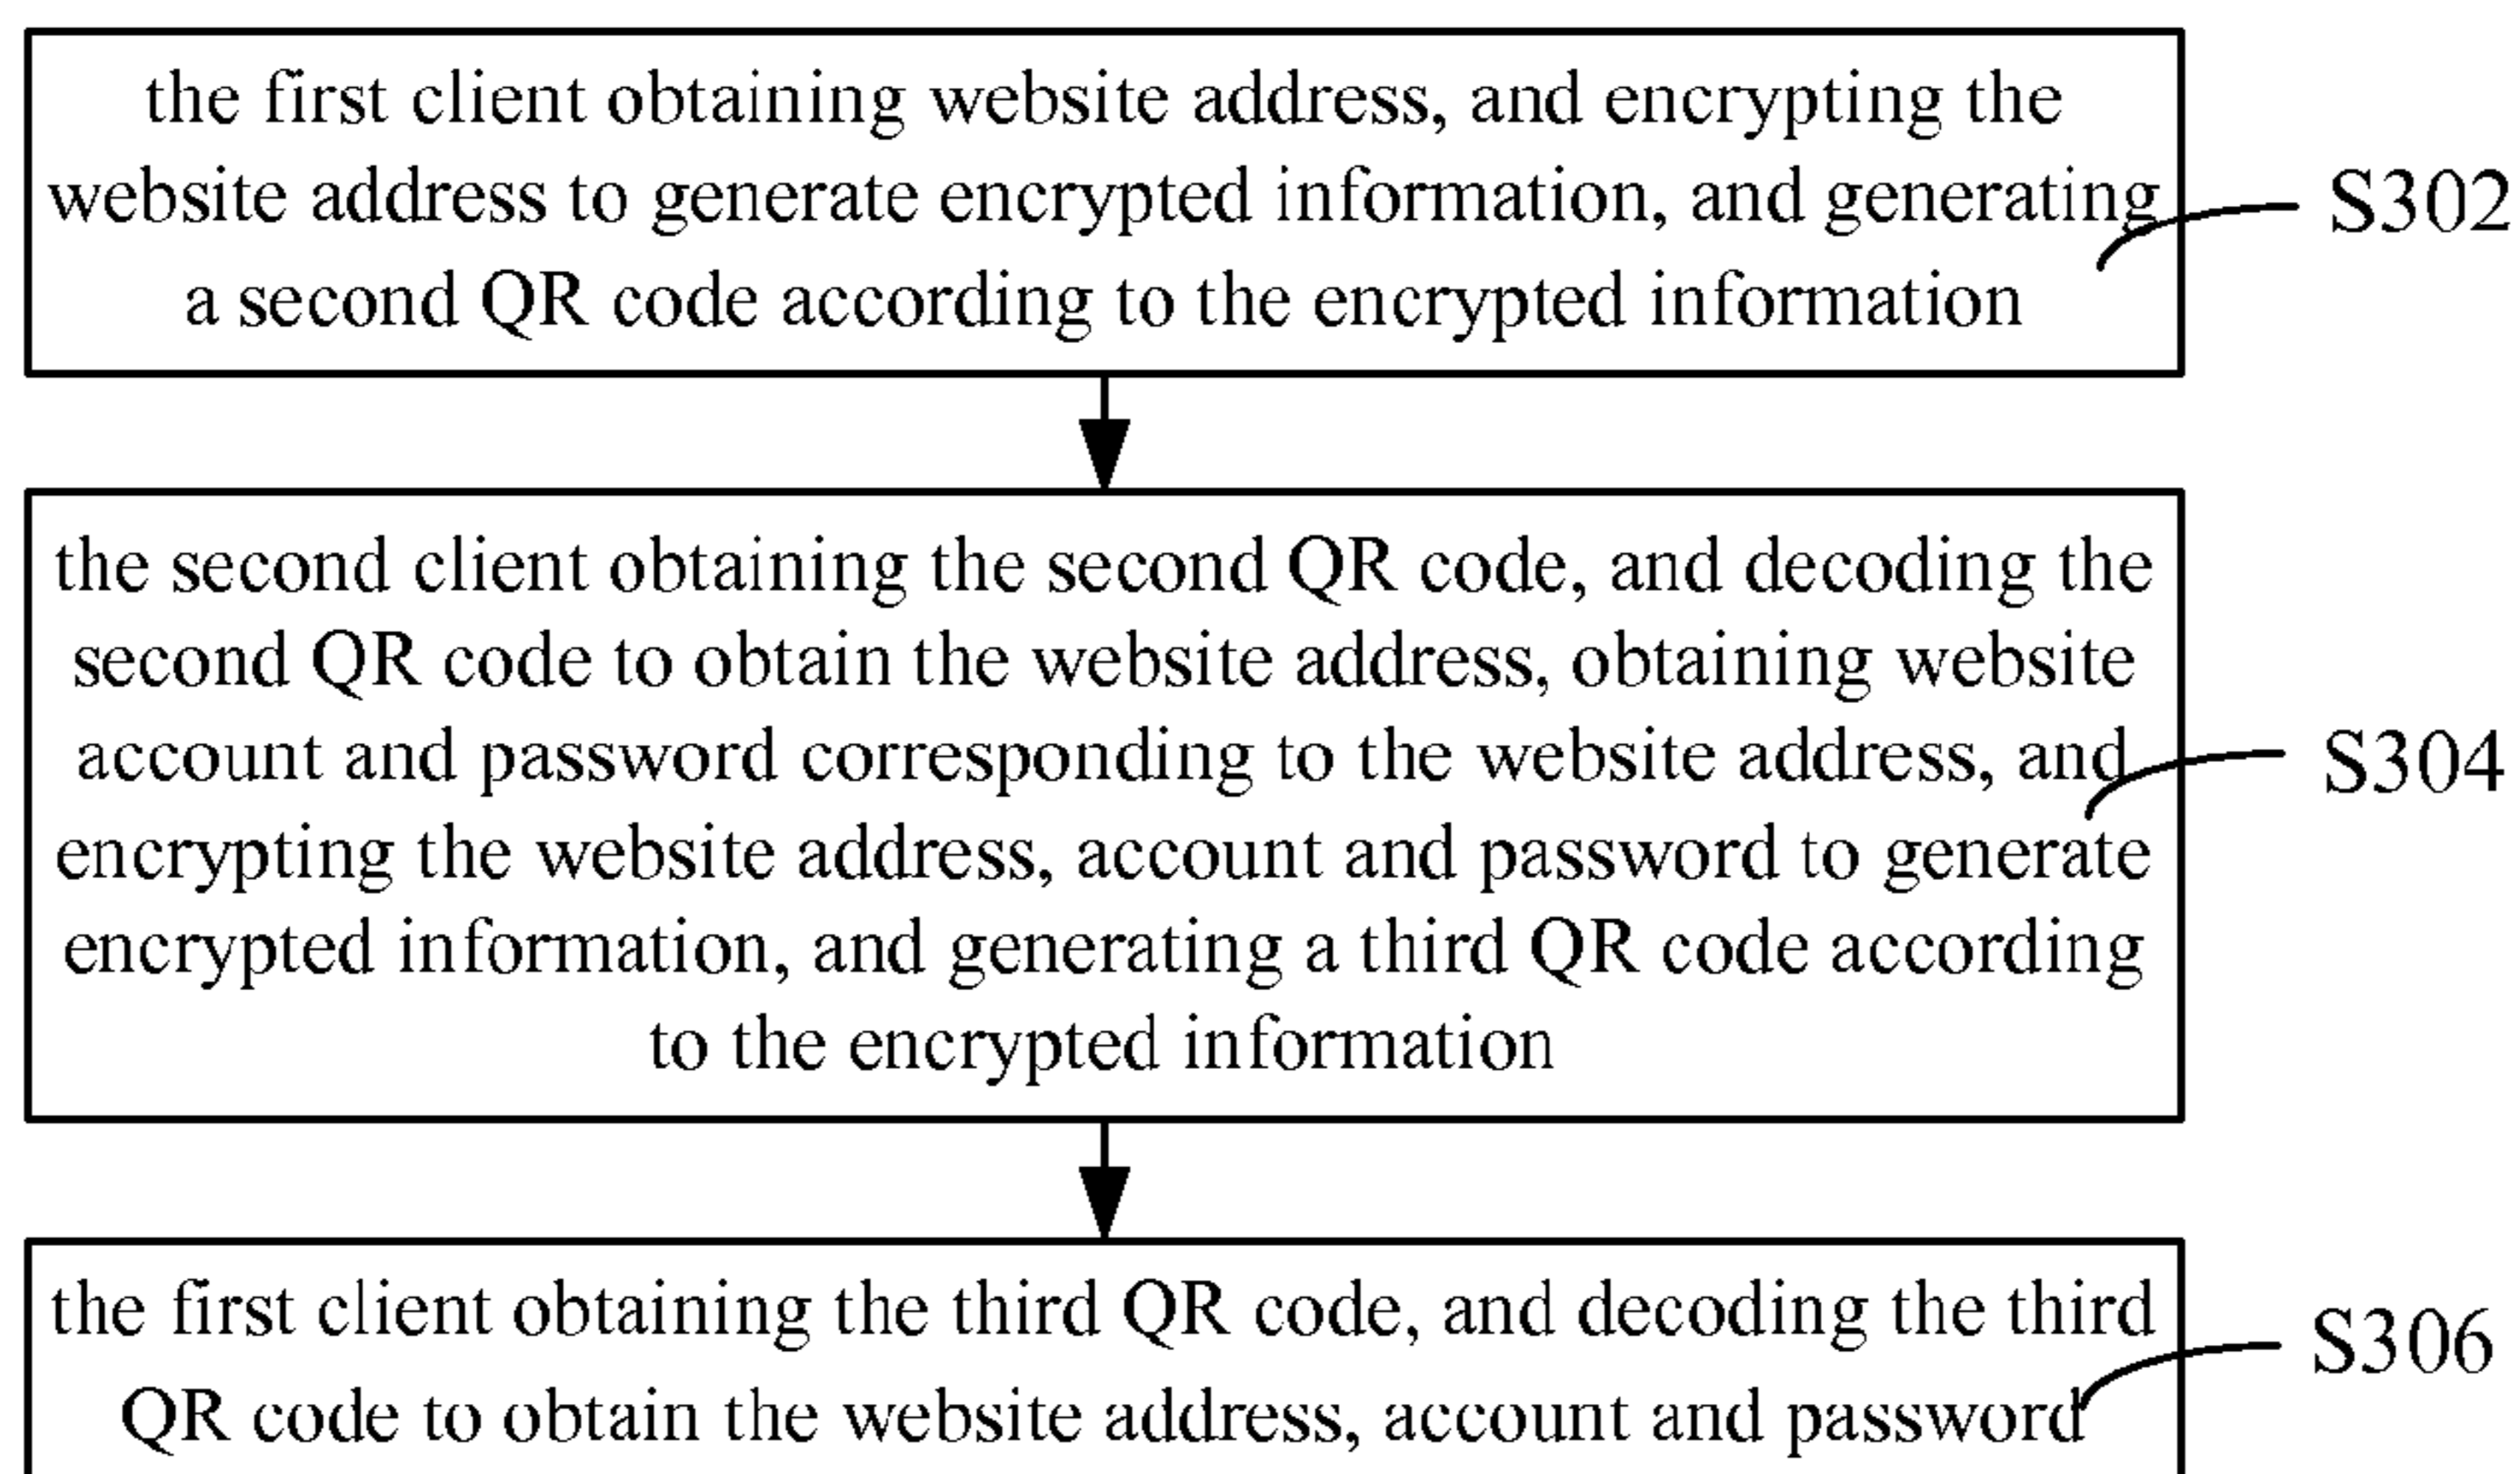 the first client obtaining website address, and encrypting the
website address to generate encrypted information, and generating
a second QR code according to the encrypted information
S302
the second client obtaining the second QR code, and decoding the
second QR code to obtain the website address, obtaining website
account and password corresponding to the website address, and
encrypting the website address, account and password to generate
encrypted information, and generating a third QR code according
to the encrypted information
S304
the first client obtaining the third QR code, and decoding the third
QR code to obtain the website address, account and password
S306